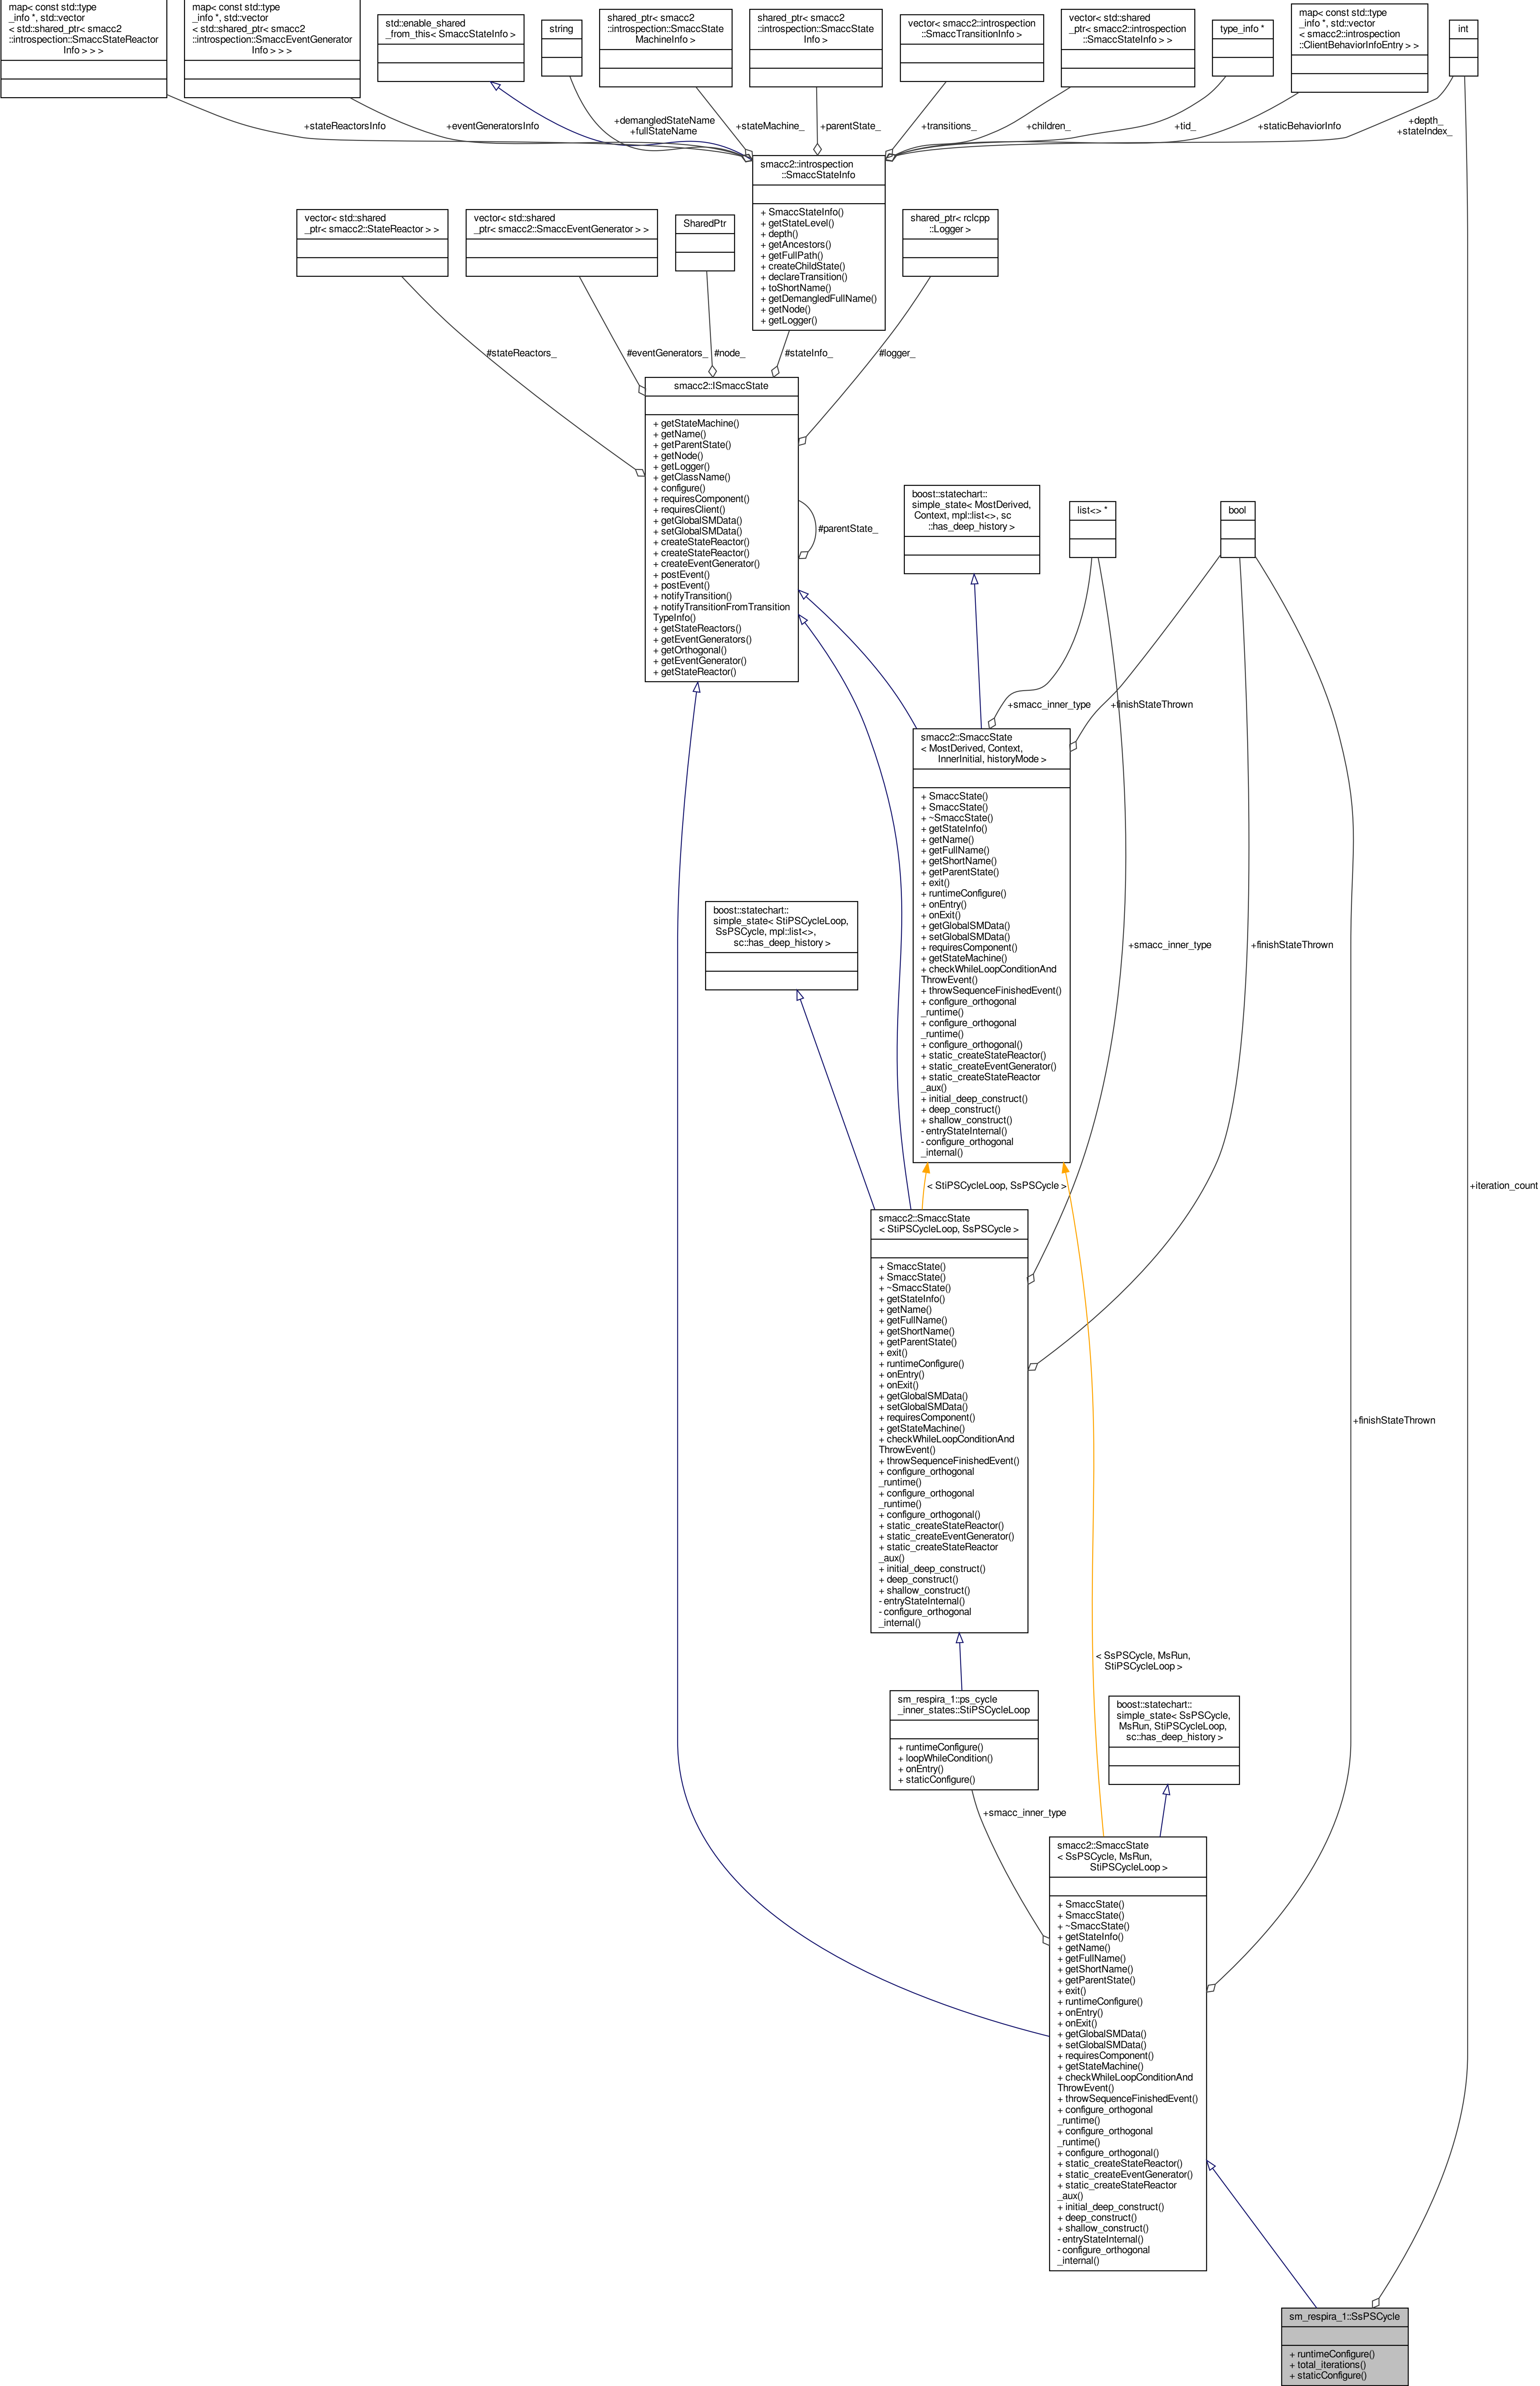 map< const std::type
_info *, std::vector
< std::shared_ptr< smacc2
::introspection::SmaccStateReactor
Info > > >
map< const std::type
_info *, std::vector
< std::shared_ptr< smacc2
::introspection::SmaccEventGenerator
Info > > >
std::enable_shared
_from_this< SmaccStateInfo >
string
shared_ptr< smacc2
::introspection::SmaccState
MachineInfo >
shared_ptr< smacc2
::introspection::SmaccState
Info >
vector< smacc2::introspection
::SmaccTransitionInfo >
vector< std::shared
_ptr< smacc2::introspection
::SmaccStateInfo > >
type_info *
map< const std::type
_info *, std::vector
< smacc2::introspection
::ClientBehaviorInfoEntry > >
int
+stateReactorsInfo
+eventGeneratorsInfo
+demangledStateName
+fullStateName
+stateMachine_
+parentState_
+transitions_
+children_
+tid_
+staticBehaviorInfo
+depth_
+stateIndex_
smacc2::introspection
::SmaccStateInfo
+ SmaccStateInfo()
+ getStateLevel()
+ depth()
+ getAncestors()
+ getFullPath()
+ createChildState()
+ declareTransition()
+ toShortName()
+ getDemangledFullName()
+ getNode()
+ getLogger()
vector< std::shared
_ptr< smacc2::StateReactor > >
vector< std::shared
_ptr< smacc2::SmaccEventGenerator > >
SharedPtr
shared_ptr< rclcpp
::Logger >
#stateReactors_
#eventGenerators_
#node_
#stateInfo_
#logger_
smacc2::ISmaccState
+ getStateMachine()
+ getName()
+ getParentState()
+ getNode()
+ getLogger()
+ getClassName()
+ configure()
+ requiresComponent()
+ requiresClient()
+ getGlobalSMData()
+ setGlobalSMData()
+ createStateReactor()
+ createStateReactor()
+ createEventGenerator()
+ postEvent()
+ postEvent()
+ notifyTransition()
+ notifyTransitionFromTransition
TypeInfo()
+ getStateReactors()
+ getEventGenerators()
+ getOrthogonal()
+ getEventGenerator()
+ getStateReactor()
#parentState_
boost::statechart::
simple_state< MostDerived,
Context, mpl::list<>, sc
::has_deep_history >
list<> *
bool
+smacc_inner_type
+finishStateThrown
smacc2::SmaccState
< MostDerived, Context,
InnerInitial, historyMode >
+ SmaccState()
+ SmaccState()
+ ~SmaccState()
+ getStateInfo()
+ getName()
+ getFullName()
+ getShortName()
+ getParentState()
+ exit()
+ runtimeConfigure()
+ onEntry()
+ onExit()
+ getGlobalSMData()
+ setGlobalSMData()
+ requiresComponent()
+ getStateMachine()
+ checkWhileLoopConditionAnd
ThrowEvent()
+ throwSequenceFinishedEvent()
+ configure_orthogonal
_runtime()
+ configure_orthogonal
_runtime()
+ configure_orthogonal()
+ static_createStateReactor()
+ static_createEventGenerator()
+ static_createStateReactor
_aux()
+ initial_deep_construct()
+ deep_construct()
+ shallow_construct()
- entryStateInternal()
- configure_orthogonal
_internal()
boost::statechart::
simple_state< StiPSCycleLoop,
SsPSCycle, mpl::list<>,
sc::has_deep_history >
+smacc_inner_type
+finishStateThrown
< StiPSCycleLoop, SsPSCycle >
+iteration_count
smacc2::SmaccState
< StiPSCycleLoop, SsPSCycle >
+ SmaccState()
+ SmaccState()
+ ~SmaccState()
+ getStateInfo()
+ getName()
+ getFullName()
+ getShortName()
+ getParentState()
+ exit()
+ runtimeConfigure()
+ onEntry()
+ onExit()
+ getGlobalSMData()
+ setGlobalSMData()
+ requiresComponent()
+ getStateMachine()
+ checkWhileLoopConditionAnd
ThrowEvent()
+ throwSequenceFinishedEvent()
+ configure_orthogonal
_runtime()
+ configure_orthogonal
_runtime()
+ configure_orthogonal()
+ static_createStateReactor()
+ static_createEventGenerator()
+ static_createStateReactor
_aux()
+ initial_deep_construct()
+ deep_construct()
+ shallow_construct()
- entryStateInternal()
- configure_orthogonal
_internal()
+finishStateThrown
< SsPSCycle, MsRun,
StiPSCycleLoop >
sm_respira_1::ps_cycle
_inner_states::StiPSCycleLoop
+ runtimeConfigure()
+ loopWhileCondition()
+ onEntry()
+ staticConfigure()
boost::statechart::
simple_state< SsPSCycle,
MsRun, StiPSCycleLoop,
sc::has_deep_history >
+smacc_inner_type
smacc2::SmaccState
< SsPSCycle, MsRun,
StiPSCycleLoop >
+ SmaccState()
+ SmaccState()
+ ~SmaccState()
+ getStateInfo()
+ getName()
+ getFullName()
+ getShortName()
+ getParentState()
+ exit()
+ runtimeConfigure()
+ onEntry()
+ onExit()
+ getGlobalSMData()
+ setGlobalSMData()
+ requiresComponent()
+ getStateMachine()
+ checkWhileLoopConditionAnd
ThrowEvent()
+ throwSequenceFinishedEvent()
+ configure_orthogonal
_runtime()
+ configure_orthogonal
_runtime()
+ configure_orthogonal()
+ static_createStateReactor()
+ static_createEventGenerator()
+ static_createStateReactor
_aux()
+ initial_deep_construct()
+ deep_construct()
+ shallow_construct()
- entryStateInternal()
- configure_orthogonal
_internal()
sm_respira_1::SsPSCycle
+ runtimeConfigure()
+ total_iterations()
+ staticConfigure()